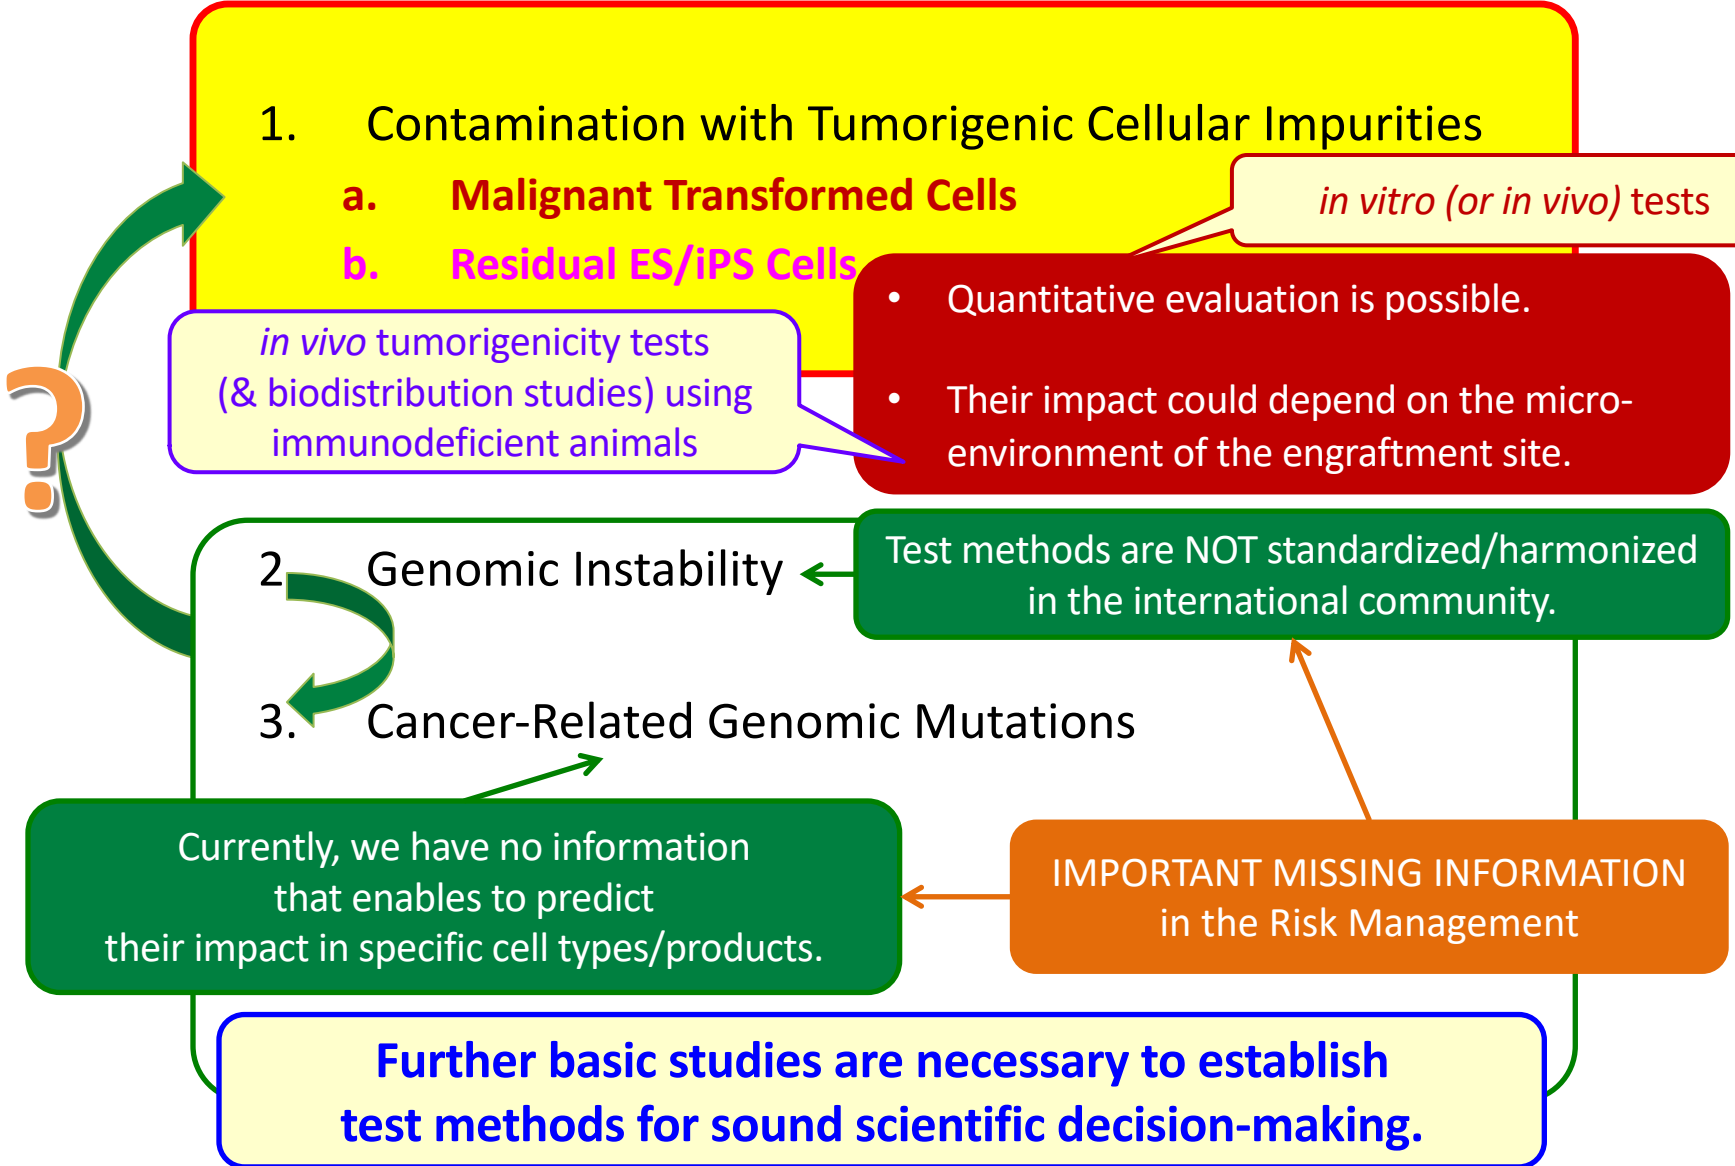 1. Contamination with Tumorigenic Cellular Impurities
a. Malignant Transformed Cells
in vitro (or in vivo) tests
b. Residual ES/iPS Cells
• Quantitative evaluation is possible.
• Their impact could depend on the micro-
environment of the engraftment site.
in vivo tumorigenicity tests
(& biodistribution studies) using
immunodeficient animals
?
2 Genomic Instability
Test methods are NOT standardized/harmonized
in the international community.
3. Cancer-Related Genomic Mutations
Currently, we have no information
that enables to predict
their impact in specific cell types/products.
IMPORTANT MISSING INFORMATION
in the Risk Management
Further basic studies are necessary to establish
test methods for sound scientific decision-making.